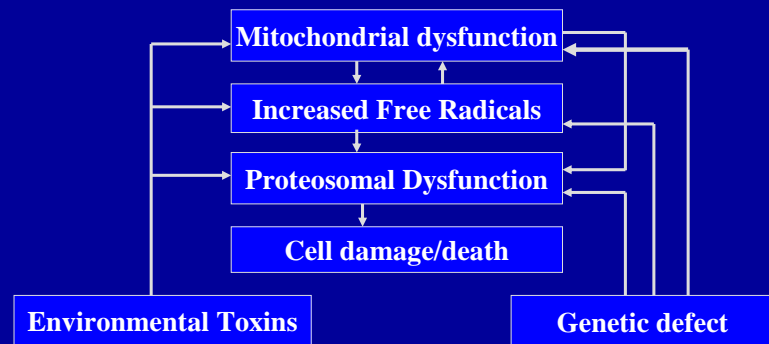 Mitochondrial dysfunction
Increased Free Radicals
Proteosomal Dysfunction
Cell damage/death
Environmental Toxins
Genetic defect